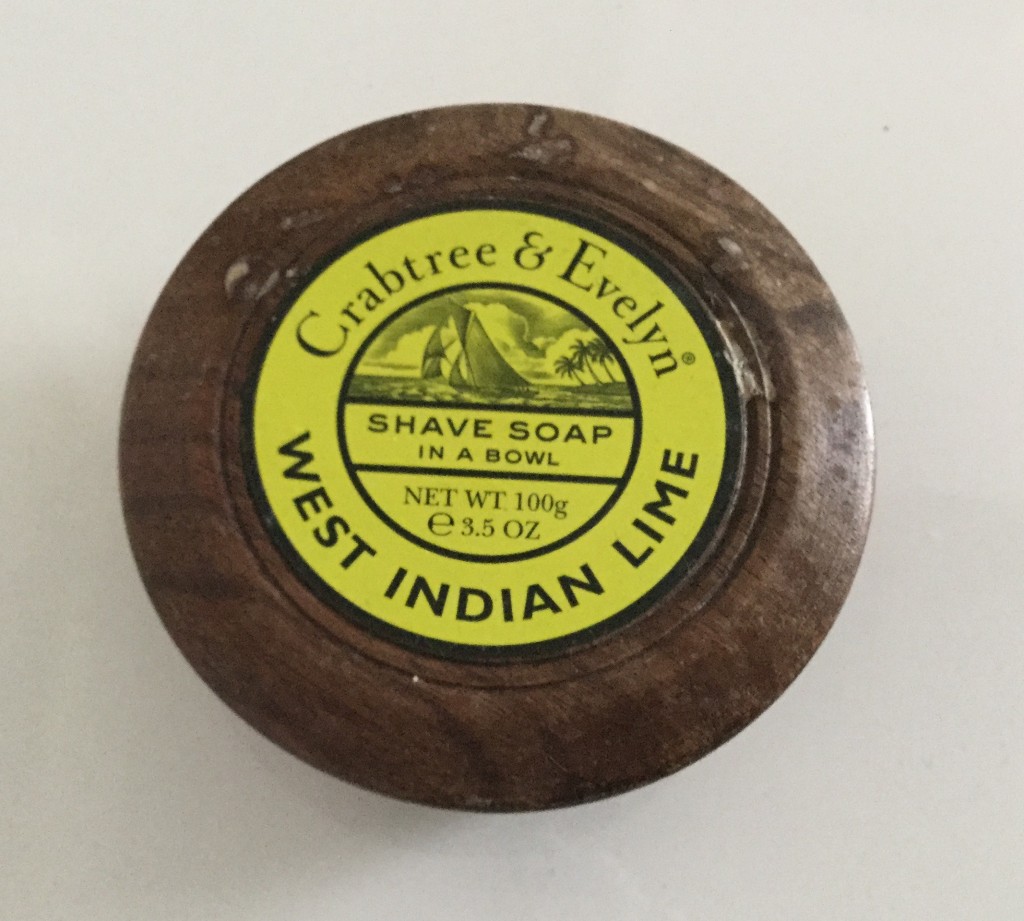 Crabtree & Evelyn®
SHAVE SOAP
IN A BOWL
NET WT. 100g
℮ 3.5 OZ
WEST INDIAN LIME